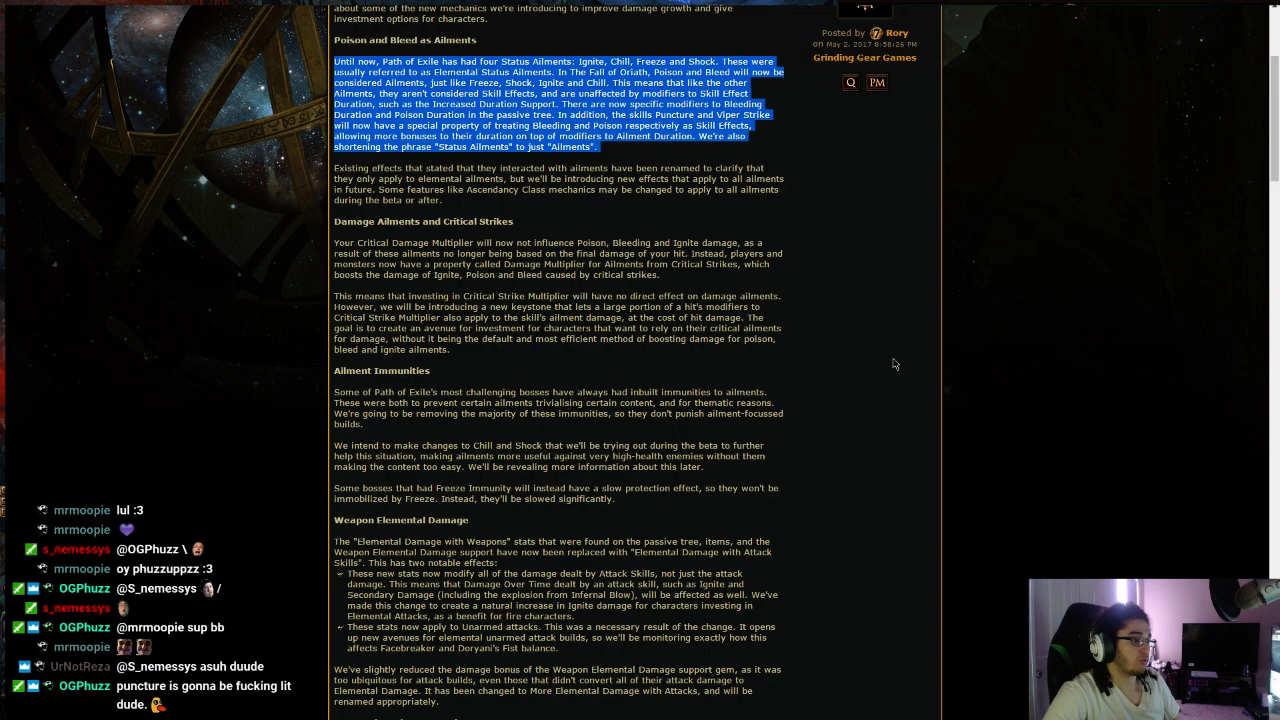 about some of the new mechanics we're introducing to improve damage growth and give
investment options for characters.
Poison and Bleed as Ailments
Until now, Path of Exile has had four Status Ailments: Ignite, Chill, Freeze and Shock. These were
usually referred to as Elemental Status Ailments. In The Fall of Oriath, Poison and Bleed will now be
considered Ailments, just like Freeze, Shock, Ignite and Chill. This means that like the other
Ailments, they aren't considered Skill Effects, and are unaffected by modifiers to Skill Effect
Duration, such as the Increased Duration Support. There are now specific modifiers to Bleeding
Duration and Poison Duration in the passive tree. In addition, the skills Puncture and Viper Strike
will now have a special property of treating Bleeding and Poison respectively as Skill Effects,
allowing more bonuses to their duration on top of modifiers to Ailment Duration. We're also
shortening the phrase "Status Ailments" to just "Ailments".
Existing effects that stated that they interacted with ailments have been renamed to clarify that
they only apply to elemental ailments, but we'll be introducing new effects that apply to all ailments
in future. Some features like Ascendancy Class mechanics may be changed to apply to all ailments
during the beta or after.
Damage Ailments and Critical Strikes
Your Critical Damage Multiplier will now not influence Poison, Bleeding and Ignite damage, as a
result of these ailments no longer being based on the final damage of your hit. Instead, players and
monsters now have a property called Damage Multiplier for Ailments from Critical Strikes, which
boosts the damage of Ignite, Poison and Bleed caused by critical strikes.
This means that investing in Critical Strike Multiplier will have no direct effect on damage ailments.
However, we will be introducing a new keystone that lets a large portion of a hit's modifiers to
Critical Strike Multiplier also apply to the skill's ailment damage, at the cost of hit damage. The
goal is to create an avenue for investment for characters that want to rely on their critical ailments
for damage, without it being the default and most efficient method of boosting damage for poison,
bleed and ignite ailments.
Ailment Immunities
Some of Path of Exile's most challenging bosses have always had inbuilt immunities to ailments.
These were both to prevent certain ailments trivialising certain content, and for thematic reasons.
We're going to be removing the majority of these immunities, so they don't punish ailment-focussed
builds.
We intend to make changes to Chill and Shock that we'll be trying out during the beta to further
help this situation, making ailments more useful against very high-health enemies without them
making the content too easy. We'll be revealing more information about this later.
Some bosses that had Freeze Immunity will instead have a slow protection effect, so they won't be
immobilized by Freeze. Instead, they'll be slowed significantly.
Weapon Elemental Damage
The "Elemental Damage with Weapons" stats that were found on the passive tree, items, and the
Weapon Elemental Damage support have now been replaced with "Elemental Damage with Attack
Skills". This has two notable effects:
These new stats now modify all of the damage dealt by Attack Skills, not just the attack
damage. This means that Damage Over Time dealt by an attack skill, such as Ignite and
Secondary Damage (including the explosion from Infernal Blow), will be affected as well. We've
made this change to create a natural increase in Ignite damage for characters investing in
Elemental Attacks, as a benefit for fire characters.
These stats now apply to Unarmed attacks. This was a necessary result of the change. It opens
up new avenues for elemental unarmed attack builds, so we'll be monitoring exactly how this
affects Facebreaker and Doryani's Fist balance.
We've slightly reduced the damage bonus of the Weapon Elemental Damage support gem, as it was
too ubiquitous for attack builds, even those that didn't convert all of their attack damage to
Elemental Damage. It has been changed to More Elemental Damage with Attacks, and will be
renamed appropriately.
Posted by Rory
on May 2, 2017 8:58:26 PM
Grinding Gear Games
Q PM
mrmoopie lul :3
mrmoopie
s_nemessys @OGPhuzz \
mrmoopie oy phuzzuppzz :3
OGPhuzz @S_nemessys /
s_nemessys
OGPhuzz @mrmoopie sup bb
mrmoopie
UrNotReza @S_nemessys asuh duude
OGPhuzz puncture is gonna be fucking lit
dude.